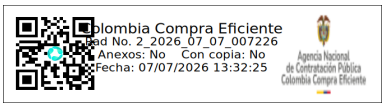 Colombia Compra Eficiente
Rad No. 2_2026_07_07_007226
Anexos: No Con copia: No
Fecha: 07/07/2026 13:32:25
Agencia Nacional
de Contratación Pública
Colombia Compra Eficiente